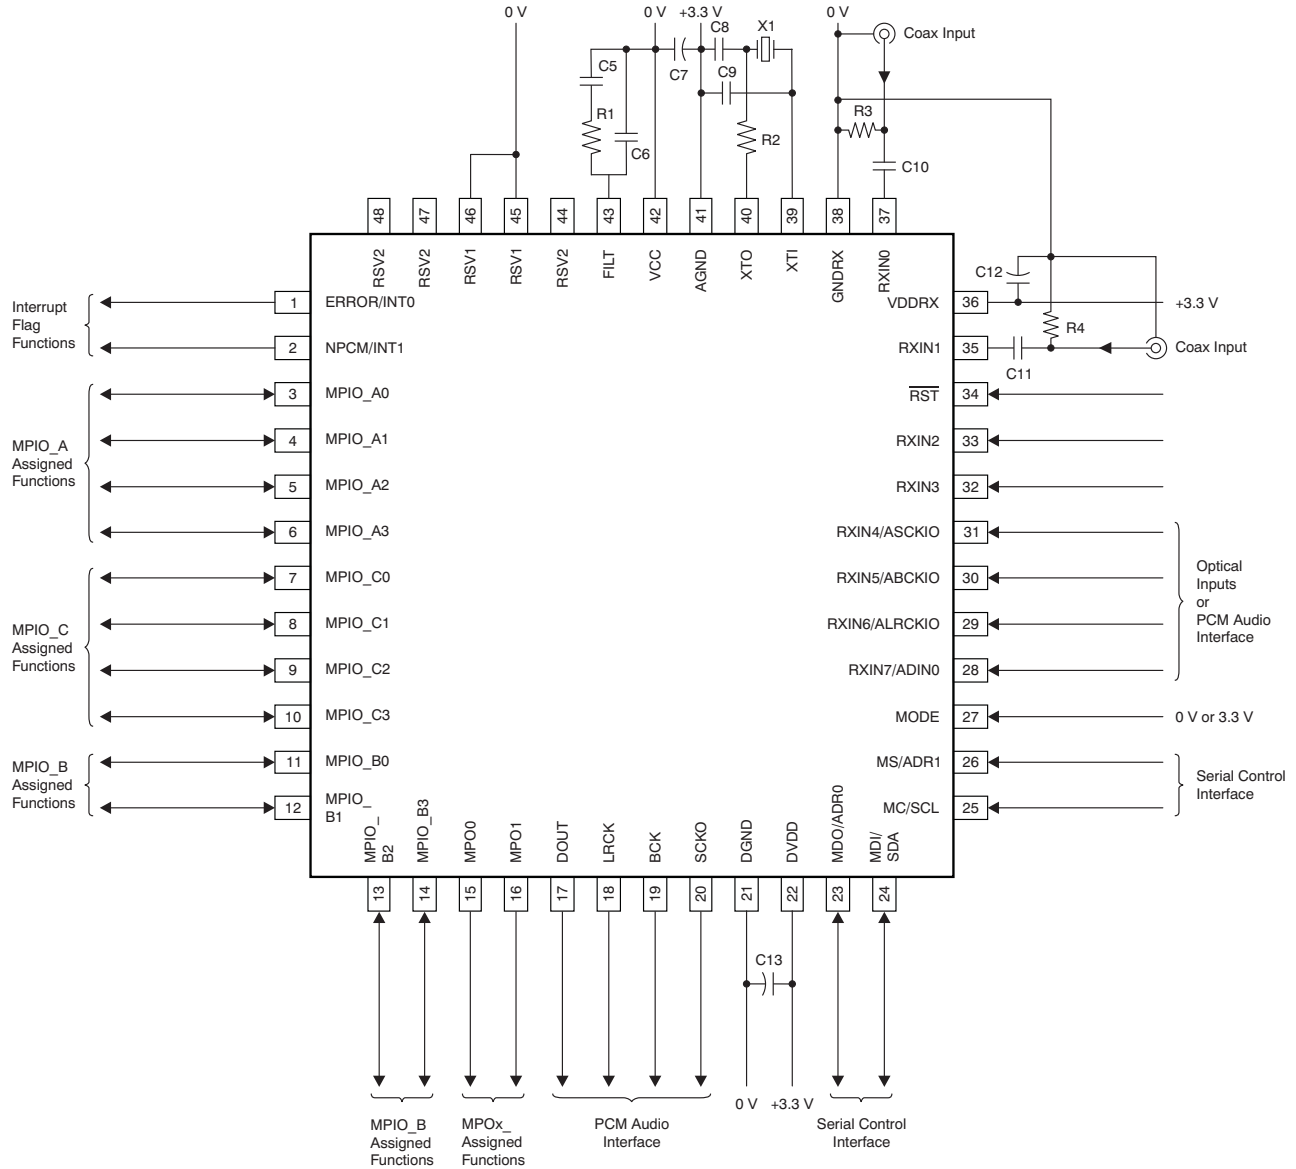 0 V
0 V
+3.3 V
0 V
C8
X1
Coax Input
C5
C7
C9
R1
R3
C6
R2
C10
48
47
46
45
44
43
42
41
40
39
38
37
RSV2
RSV2
RSV1
RSV1
RSV2
FILT
VCC
AGND
XTO
XTI
GNDRX
RXIN0
C12
Interrupt
Flag
Functions
1
ERROR/INT0
VDDRX
36
+3.3 V
R4
2
NPCM/INT1
RXIN1
35
Coax Input
C11
3
MPIO_A0
RST
34
MPIO_A
Assigned
Functions
4
MPIO_A1
RXIN2
33
5
MPIO_A2
RXIN3
32
6
MPIO_A3
RXIN4/ASCKIO
31
Optical
Inputs
or
PCM Audio
Interface
7
MPIO_C0
RXIN5/ABCKIO
30
MPIO_C
Assigned
Functions
8
MPIO_C1
RXIN6/ALRCKIO
29
9
MPIO_C2
RXIN7/ADIN0
28
10
MPIO_C3
MODE
27
0 V or 3.3 V
MPIO_B
Assigned
Functions
11
MPIO_B0
MS/ADR1
26
Serial Control
Interface
12
MPIO_
B1
MC/SCL
25
MPIO_
B2
MPIO_B3
MPO0
MPO1
DOUT
LRCK
BCK
SCKO
DGND
DVDD
MDO/ADR0
MDI/
SDA
13
14
15
16
17
18
19
20
21
22
23
24
C13
0 V
+3.3 V
MPIO_B
Assigned
Functions
MPOx_
Assigned
Functions
PCM Audio
Interface
Serial Control
Interface